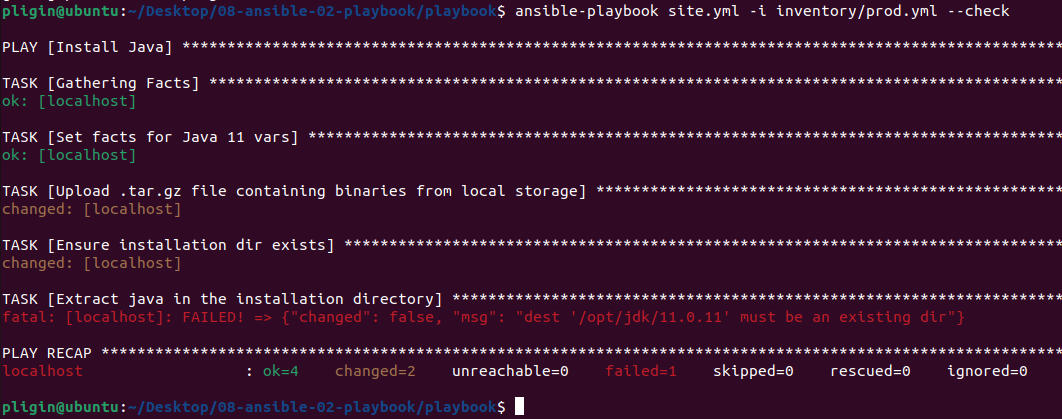 pligin@ubuntu:~/Desktop/08-ansible-02-playbook/playbook$ ansible-playbook site.yml -i inventory/prod.yml --check
PLAY [Install Java] **********************************************************************************************************
TASK [Gathering Facts] *******************************************************************************************************
ok: [localhost]
TASK [Set facts for Java 11 vars] ********************************************************************************************
ok: [localhost]
TASK [Upload .tar.gz file containing binaries from local storage] ************************************************************
changed: [localhost]
TASK [Ensure installation dir exists] ****************************************************************************************
changed: [localhost]
TASK [Extract java in the installation directory] ****************************************************************************
fatal: [localhost]: FAILED! => {"changed": false, "msg": "dest '/opt/jdk/11.0.11' must be an existing dir"}
PLAY RECAP *******************************************************************************************************************
localhost                  : ok=4    changed=2    unreachable=0    failed=1    skipped=0    rescued=0    ignored=0
pligin@ubuntu:~/Desktop/08-ansible-02-playbook/playbook$